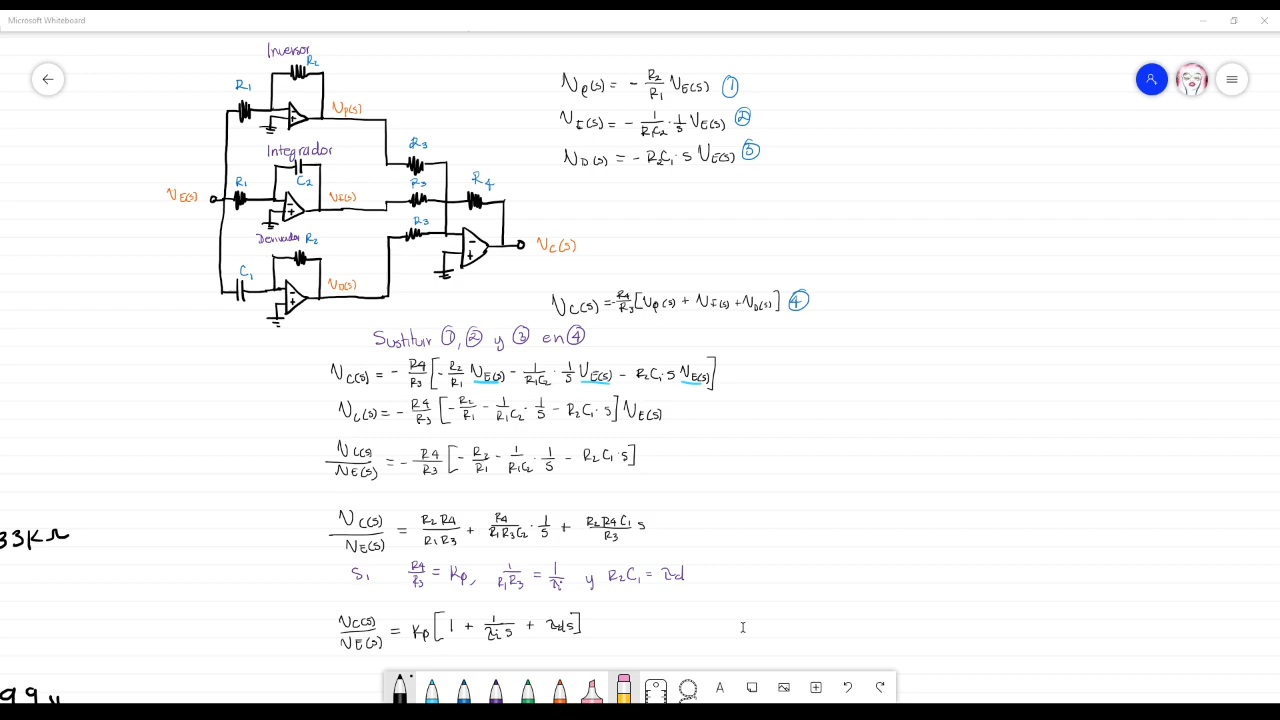 Microsoft Whiteboard
Inversor
R2
R1
Vp(s)
Integrador
R1
C2
VE(s)
VI(s)
Derivador R2
C1
VD(s)
R3
R3
R3
R4
VC(s)
Vp(s) = - R2/R1 VE(s) ①
VI(s) = - 1/R1C2 · 1/s VE(s) ②
VD(s) = - R2C1 · s VE(s) ③
VC(s) = - R4/R3 [Vp(s) + VI(s) + VD(s)] ④
Sustituir ①, ② y ③ en ④
VC(s) = - R4/R3 [- R2/R1 VE(s) - 1/R1C2 · 1/s VE(s) - R2C1 · s VE(s)]
VC(s) = - R4/R3 [- R2/R1 - 1/R1C2 · 1/s - R2C1 · s] VE(s)
VC(s)/VE(s) = - R4/R3 [- R2/R1 - 1/R1C2 · 1/s - R2C1 · s]
VC(s)/VE(s) = R2R4/R1R3 + R4/R1R3C2 · 1/s + R2R4C1/R3 s
33KΩ
Si R4/R3 = Kp, 1/R1R3 = 1/τi y R2C1 = τd
VC(s)/VE(s) = Kp [1 + 1/τi s + τds]
A